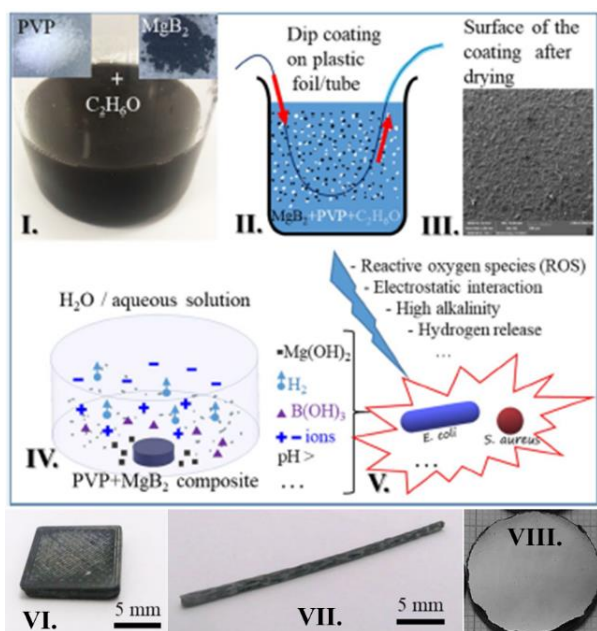 PVP
MgB₂
+
C₂H₆O
I.
Dip coating
on plastic
foil/tube
MgB₂+PVP+C₂H₆O
II.
Surface of the
coating after
drying
III.
- Reactive oxygen species (ROS)
- Electrostatic interaction
- High alkalinity
- Hydrogen release
...
H₂O / aqueous solution
Mg(OH)₂
H₂
B(OH)₃
+ - ions
pH >
...
IV.
PVP+MgB₂ composite
E. coli
S. aureus
...
V.
VI.
5 mm
VII.
5 mm
VIII.